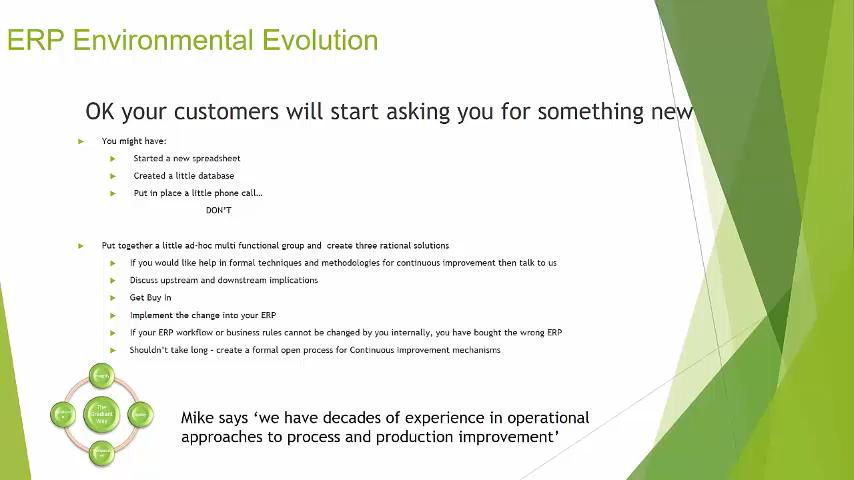 ERP Environmental Evolution
OK your customers will start asking you for something new
You might have:
Started a new spreadsheet
Created a little database
Put in place a little phone call…
DON'T
Put together a little ad-hoc multi functional group and create three rational solutions
If you would like help in formal techniques and methodologies for continuous improvement then talk to us
Discuss upstream and downstream implications
Get Buy In
Implement the change into your ERP
If your ERP workflow or business rules cannot be changed by you internally, you have bought the wrong ERP
Shouldn't take long – create a formal open process for Continuous Improvement mechanisms
The
Gradient
Way
Mike says 'we have decades of experience in operational
approaches to process and production improvement'